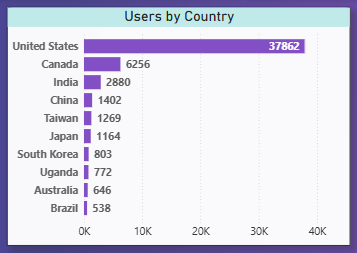 Users by Country
United States 37862
Canada 6256
India 2880
China 1402
Taiwan 1269
Japan 1164
South Korea 803
Uganda 772
Australia 646
Brazil 538
0K 10K 20K 30K 40K